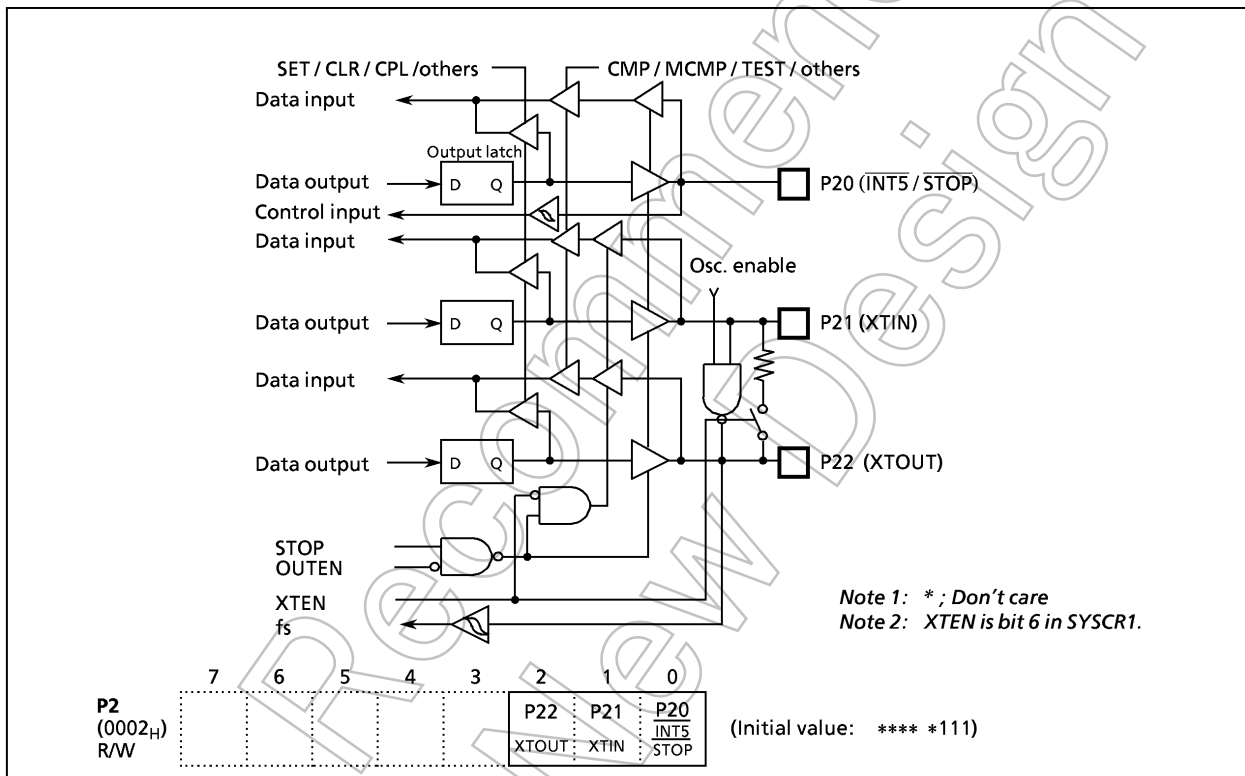 SET / CLR / CPL /others
CMP / MCMP / TEST / others
Data input
Output latch
Data output
D Q
P20 (INT5 / STOP)
Control input
Data input
Osc. enable
Data output
D Q
P21 (XTIN)
Data input
Data output
D Q
P22 (XTOUT)
STOP
OUTEN
XTEN
fs
Note 1: * ; Don't care
Note 2: XTEN is bit 6 in SYSCR1.
7 6 5 4 3 2 1 0
P2
(0002H)
R/W
P22
XTOUT
P21
XTIN
P20
INT5
STOP
(Initial value: **** *111)
Recommen
New Design